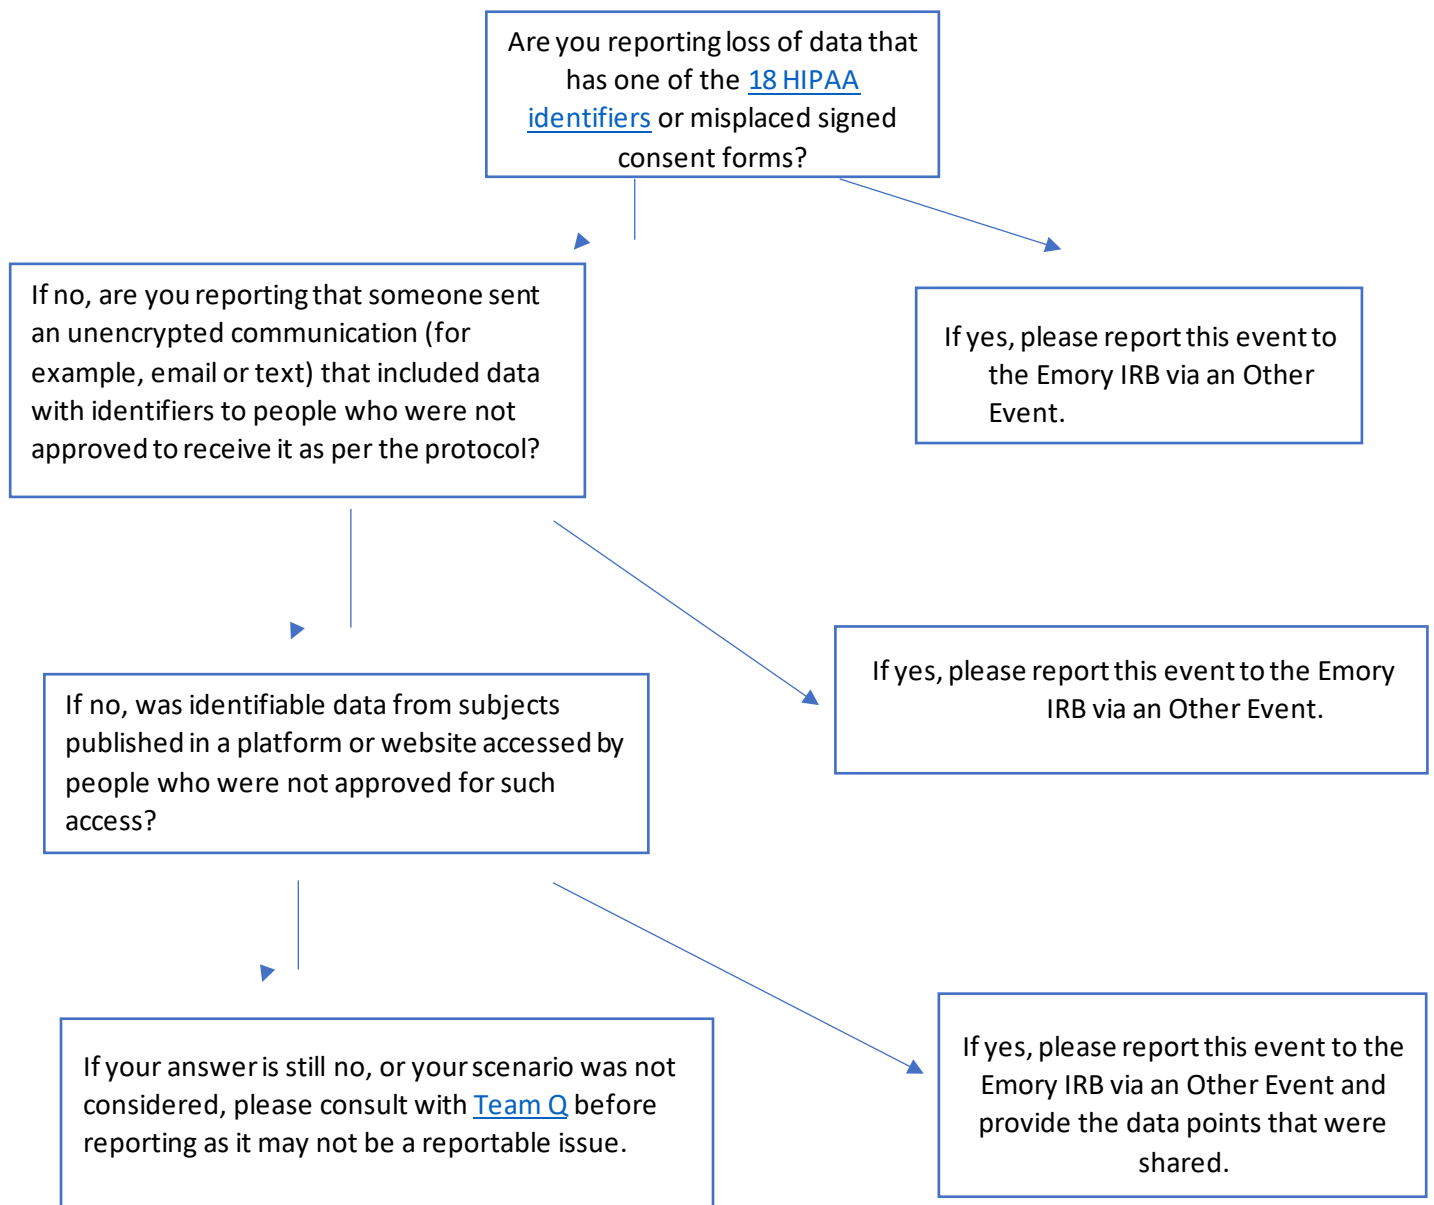 Are you reporting loss of data that
has one of the 18 HIPAA
identifiers or misplaced signed
consent forms?
If no, are you reporting that someone sent
an unencrypted communication (for
example, email or text) that included data
with identifiers to people who were not
approved to receive it as per the protocol?
If yes, please report this event to
the Emory IRB via an Other
Event.
If yes, please report this event to the Emory
IRB via an Other Event.
If no, was identifiable data from subjects
published in a platform or website accessed by
people who were not approved for such
access?
If your answer is still no, or your scenario was not
considered, please consult with Team Q before
reporting as it may not be a reportable issue.
If yes, please report this event to the
Emory IRB via an Other Event and
provide the data points that were
shared.